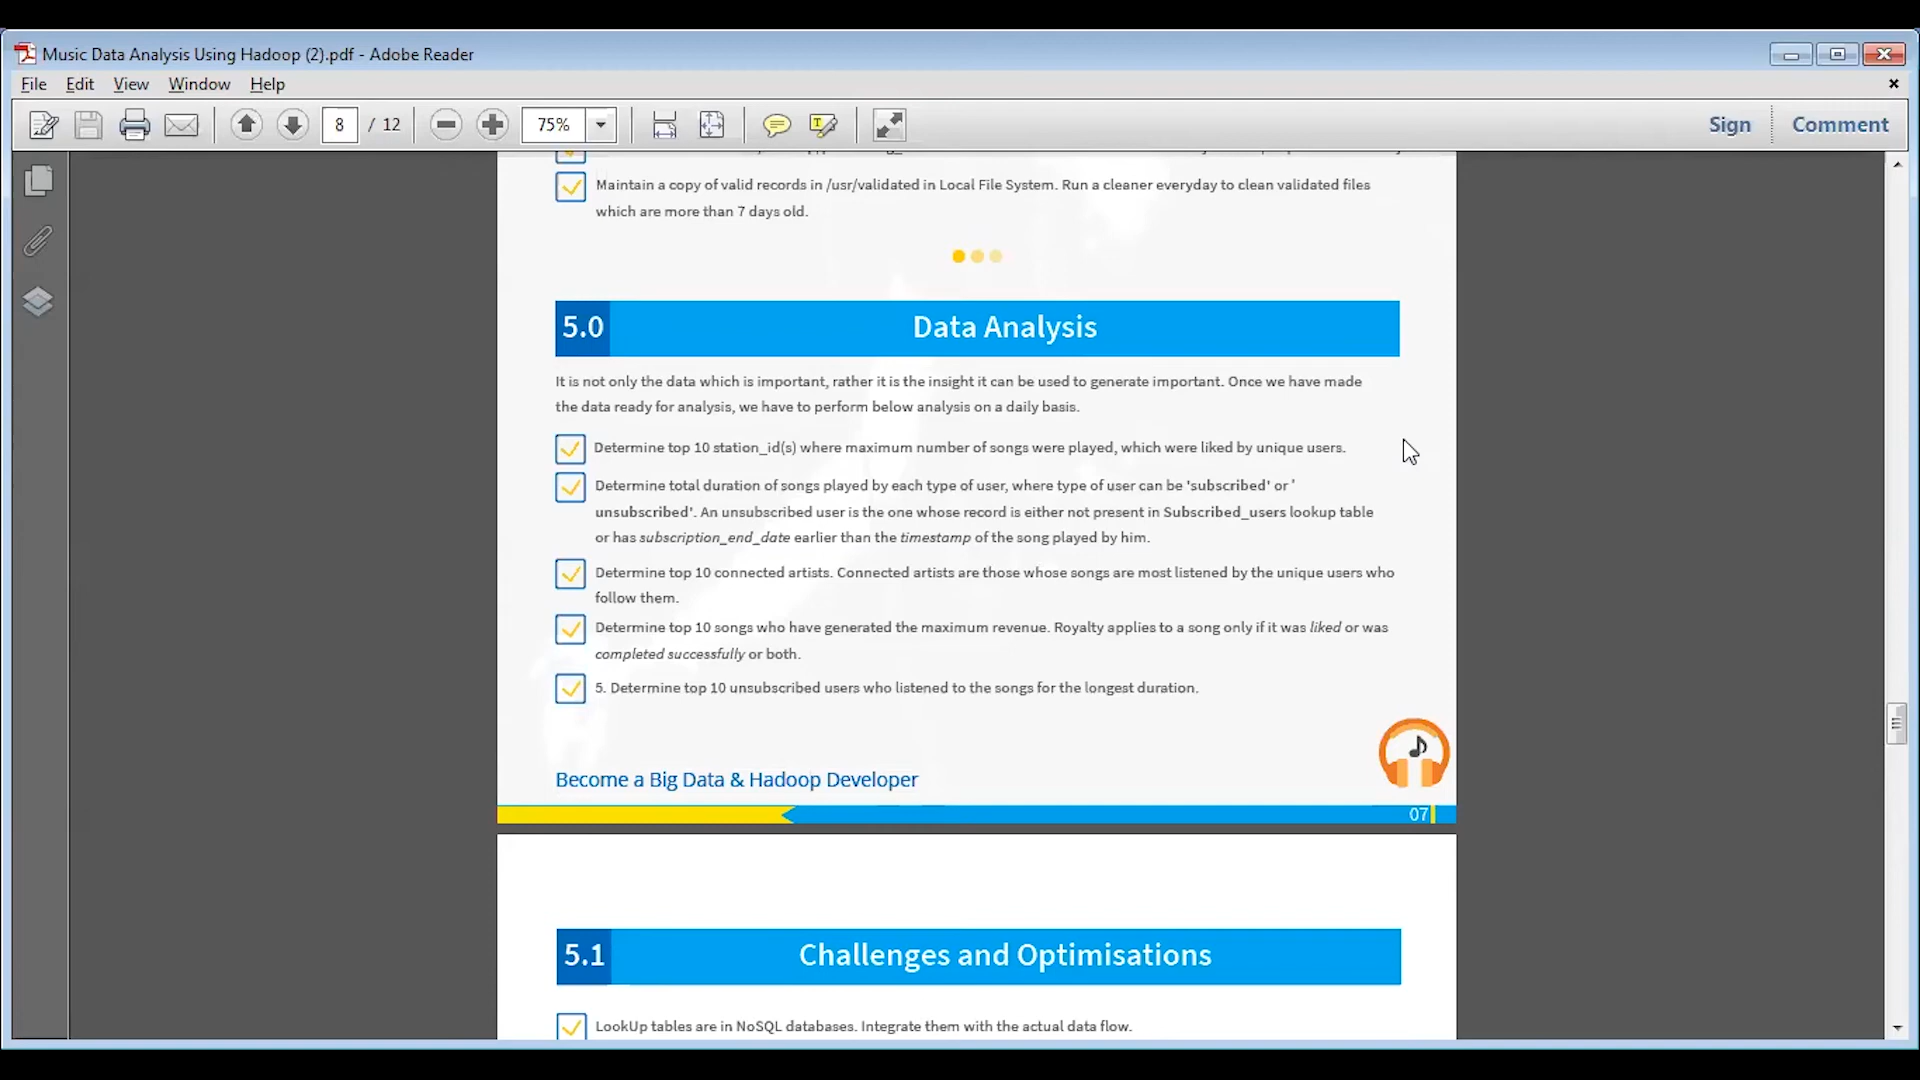 Music Data Analysis Using Hadoop (2).pdf - Adobe Reader
File Edit View Window Help
8 / 12 75% Sign Comment
Maintain a copy of valid records in /usr/validated in Local File System. Run a cleaner everyday to clean validated files
which are more than 7 days old.
5.0 Data Analysis
It is not only the data which is important, rather it is the insight it can be used to generate important. Once we have made
the data ready for analysis, we have to perform below analysis on a daily basis.
Determine top 10 station_id(s) where maximum number of songs were played, which were liked by unique users.
Determine total duration of songs played by each type of user, where type of user can be 'subscribed' or '
unsubscribed'. An unsubscribed user is the one whose record is either not present in Subscribed_users lookup table
or has subscription_end_date earlier than the timestamp of the song played by him.
Determine top 10 connected artists. Connected artists are those whose songs are most listened by the unique users who
follow them.
Determine top 10 songs who have generated the maximum revenue. Royalty applies to a song only if it was liked or was
completed successfully or both.
5. Determine top 10 unsubscribed users who listened to the songs for the longest duration.
Become a Big Data & Hadoop Developer
07
5.1 Challenges and Optimisations
LookUp tables are in NoSQL databases. Integrate them with the actual data flow.